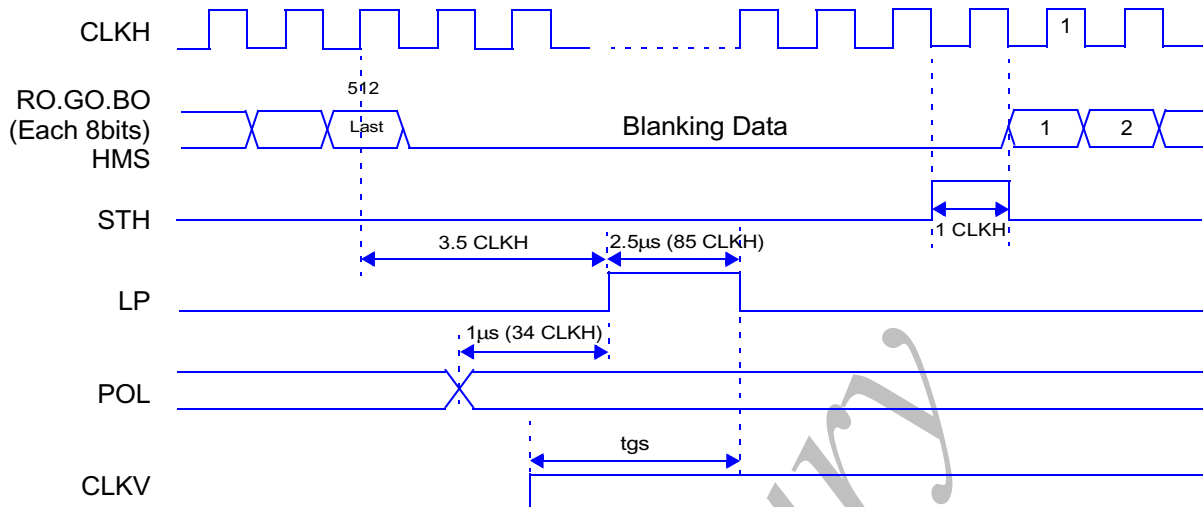 CLKH
1
RO.GO.BO
(Each 8bits)
HMS
512
Last
Blanking Data
1
2
STH
1 CLKH
3.5 CLKH
2.5µs (85 CLKH)
LP
1µs (34 CLKH)
POL
tgs
CLKV